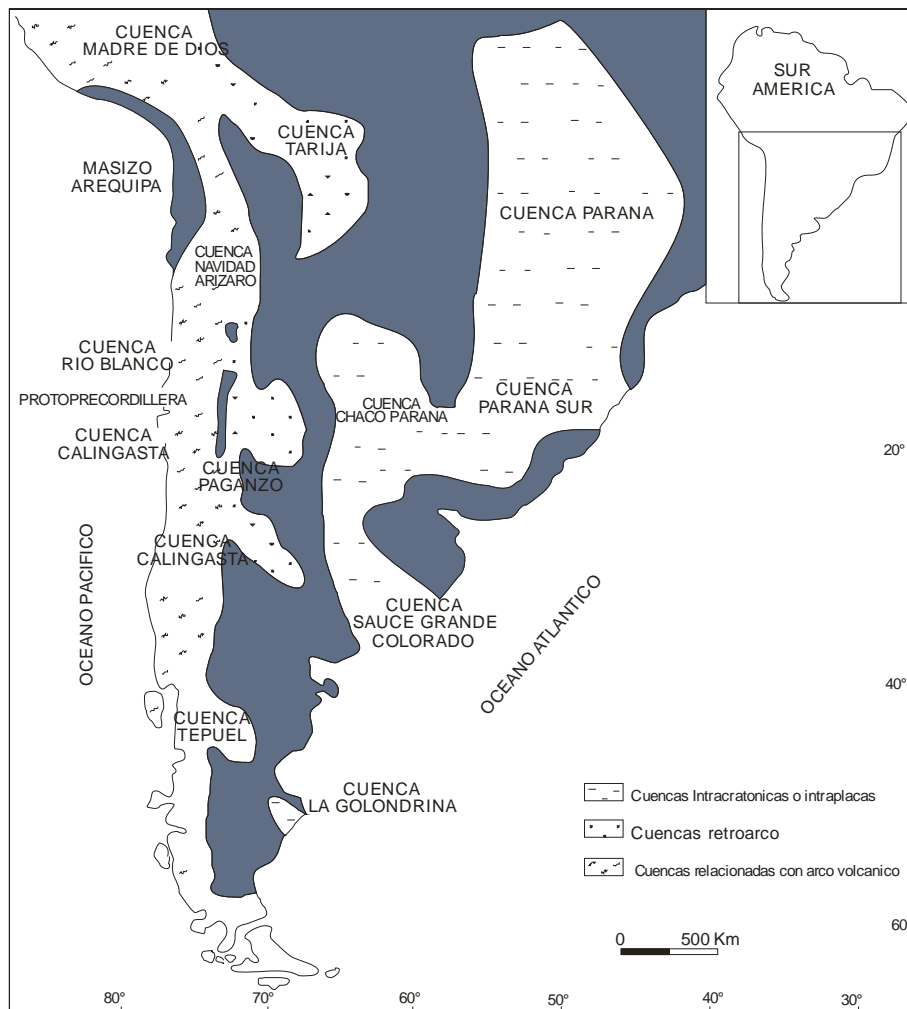 CUENCA
MADRE DE DIOS
SUR
AMERICA
CUENCA
TARIJA
MASIZO
AREQUIPA
CUENCA PARANA
CUENCA
NAVIDAD
ARIZARO
CUENCA
RIO BLANCO
PROTOPRECORDILLERA
CUENCA
CHACO PARANA
CUENCA
PARANA SUR
CUENCA
CALINGASTA
20°
CUENCA
PAGANZO
CUENCA
CALINGASTA
OCEANO PACIFICO
CUENCA
SAUCE GRANDE
COLORADO
OCEANO ATLANTICO
40°
CUENCA
TEPUEL
CUENCA
LA GOLONDRINA
Cuencas Intracratonicas o intraplacas
Cuencas retroarco
Cuencas relacionadas con arco volcanico
60°
0 500 Km
80° 70° 60° 50° 40° 30°